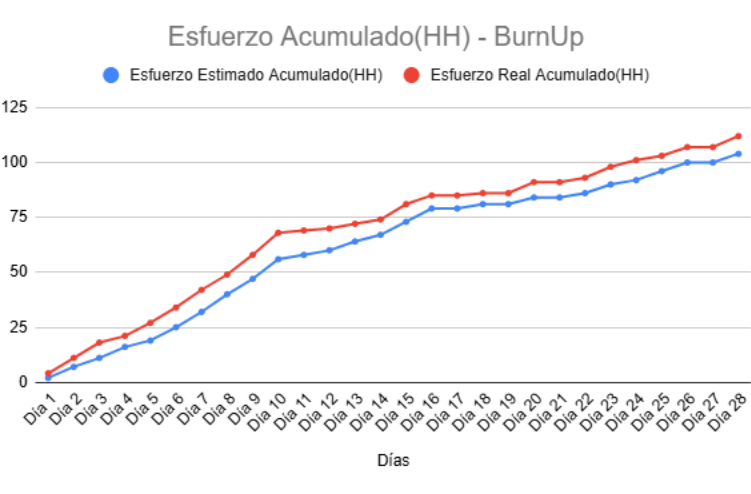 Esfuerzo Acumulado(HH) - BurnUp
Esfuerzo Estimado Acumulado(HH) Esfuerzo Real Acumulado(HH)
125
100
75
50
25
0
Día 1 Día 2 Día 3 Día 4 Día 5 Día 6 Día 7 Día 8 Día 9 Día 10 Día 11 Día 12 Día 13 Día 14 Día 15 Día 16 Día 17 Día 18 Día 19 Día 20 Día 21 Día 22 Día 23 Día 24 Día 25 Día 26 Día 27 Día 28
Días